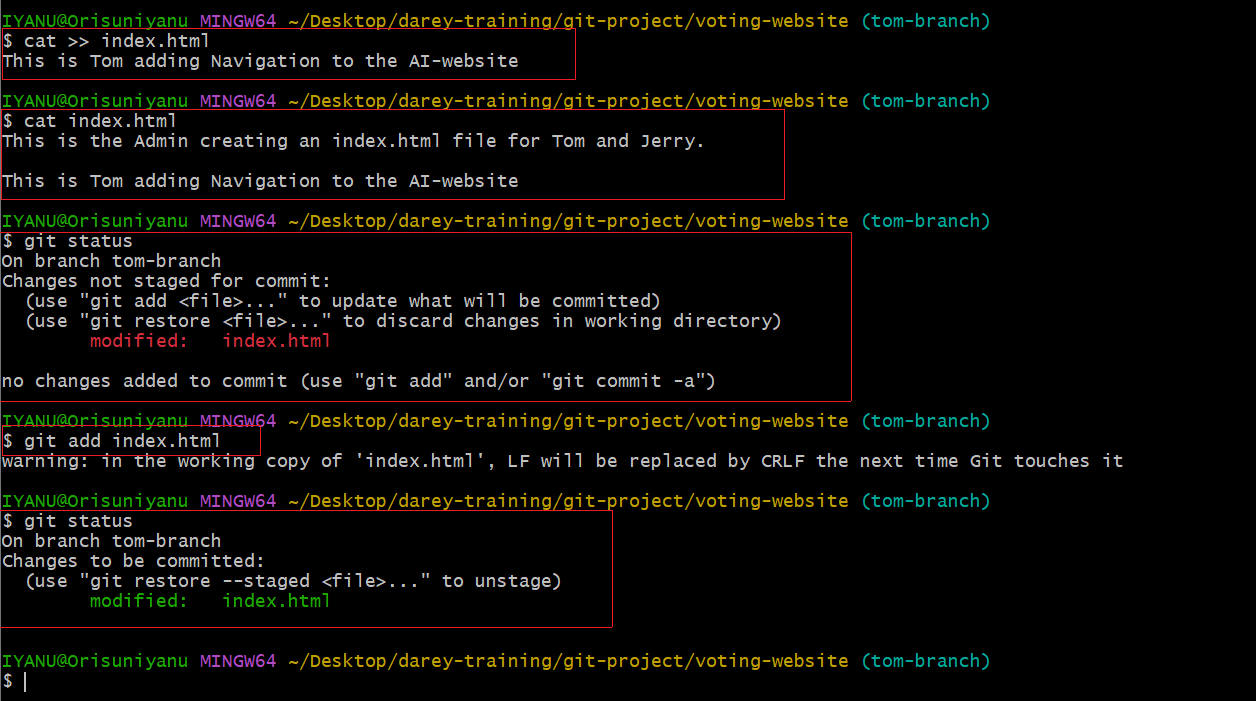 IYANU@Orisuniyanu MINGW64 ~/Desktop/darey-training/git-project/voting-website (tom-branch)
$ cat >> index.html
This is Tom adding Navigation to the AI-website
IYANU@Orisuniyanu MINGW64 ~/Desktop/darey-training/git-project/voting-website (tom-branch)
$ cat index.html
This is the Admin creating an index.html file for Tom and Jerry.
This is Tom adding Navigation to the AI-website
IYANU@Orisuniyanu MINGW64 ~/Desktop/darey-training/git-project/voting-website (tom-branch)
$ git status
On branch tom-branch
Changes not staged for commit:
  (use "git add <file>..." to update what will be committed)
  (use "git restore <file>..." to discard changes in working directory)
        modified:   index.html
no changes added to commit (use "git add" and/or "git commit -a")
IYANU@Orisuniyanu MINGW64 ~/Desktop/darey-training/git-project/voting-website (tom-branch)
$ git add index.html
warning: in the working copy of 'index.html', LF will be replaced by CRLF the next time Git touches it
IYANU@Orisuniyanu MINGW64 ~/Desktop/darey-training/git-project/voting-website (tom-branch)
$ git status
On branch tom-branch
Changes to be committed:
  (use "git restore --staged <file>..." to unstage)
        modified:   index.html
IYANU@Orisuniyanu MINGW64 ~/Desktop/darey-training/git-project/voting-website (tom-branch)
$